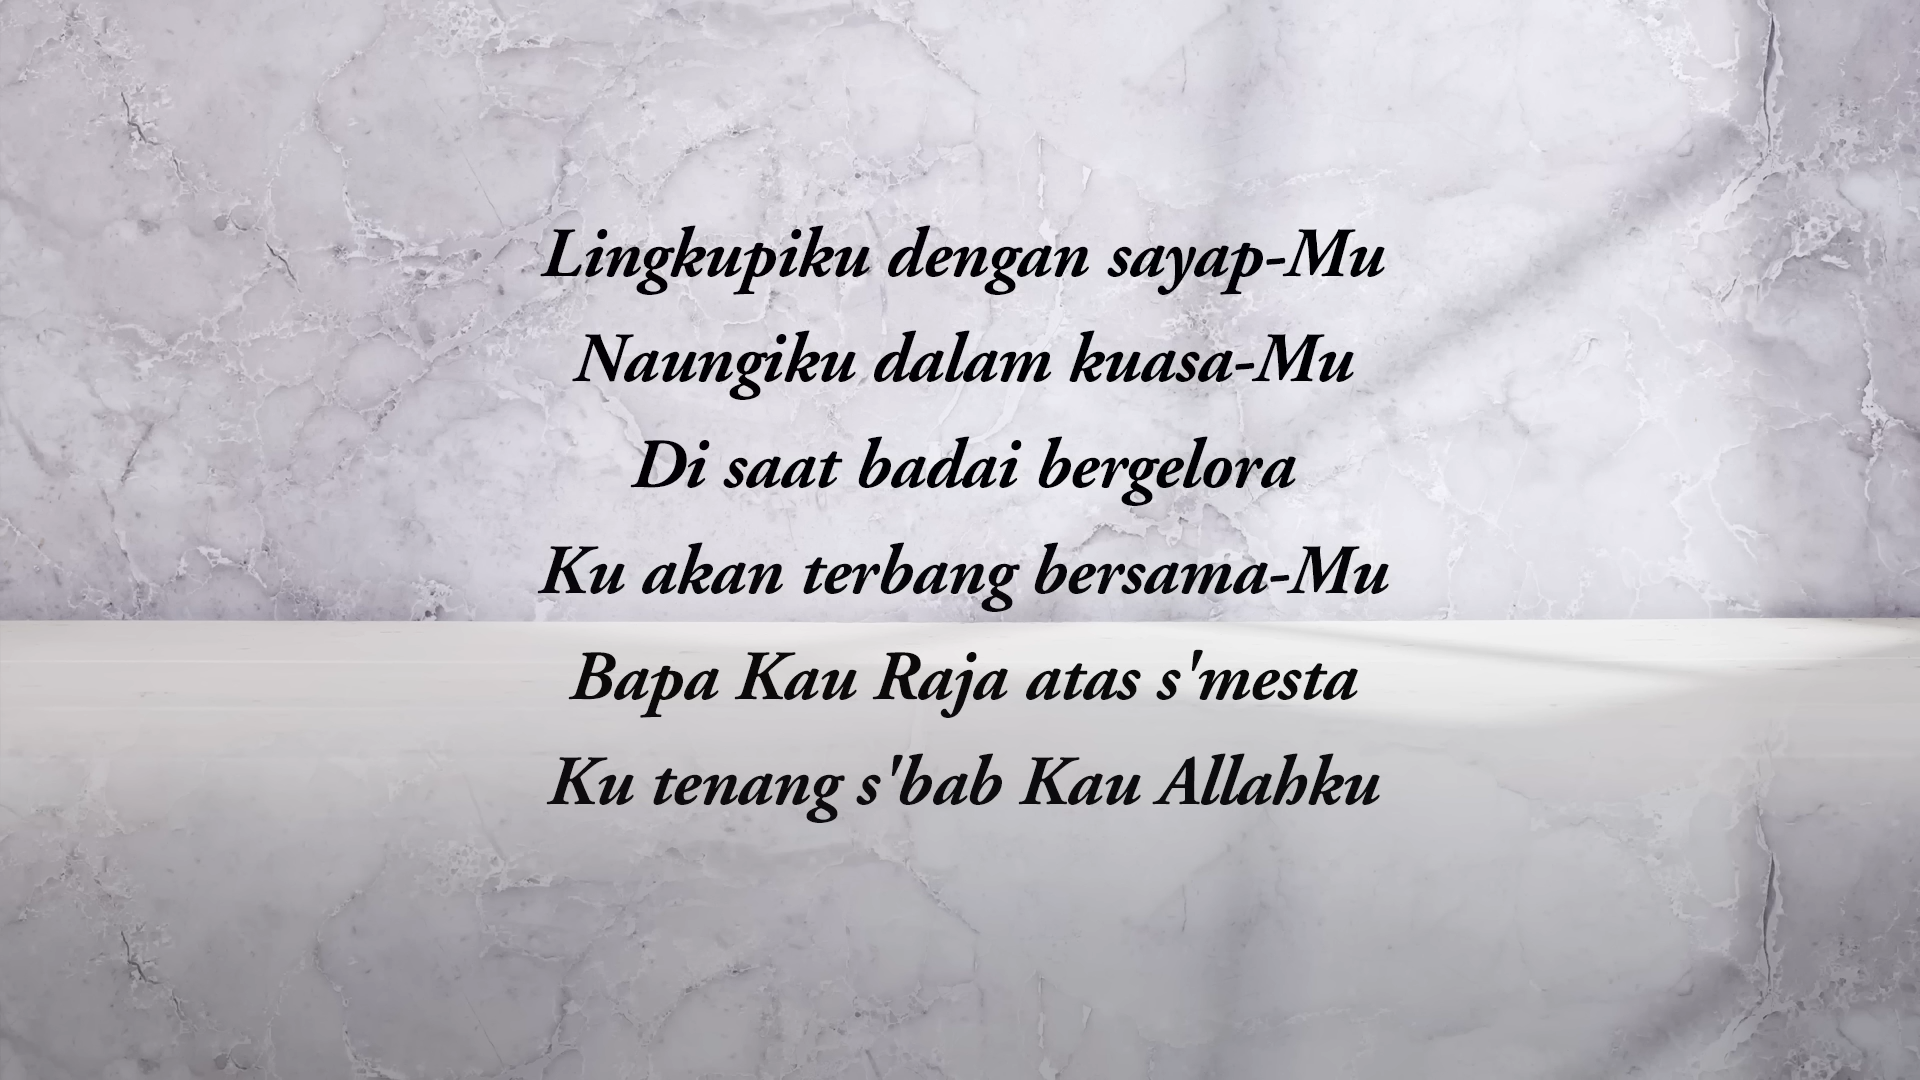 Lingkupiku dengan sayap-Mu
Naungiku dalam kuasa-Mu
Di saat badai bergelora
Ku akan terbang bersama-Mu
Bapa Kau Raja atas s'mesta
Ku tenang s'bab Kau Allahku